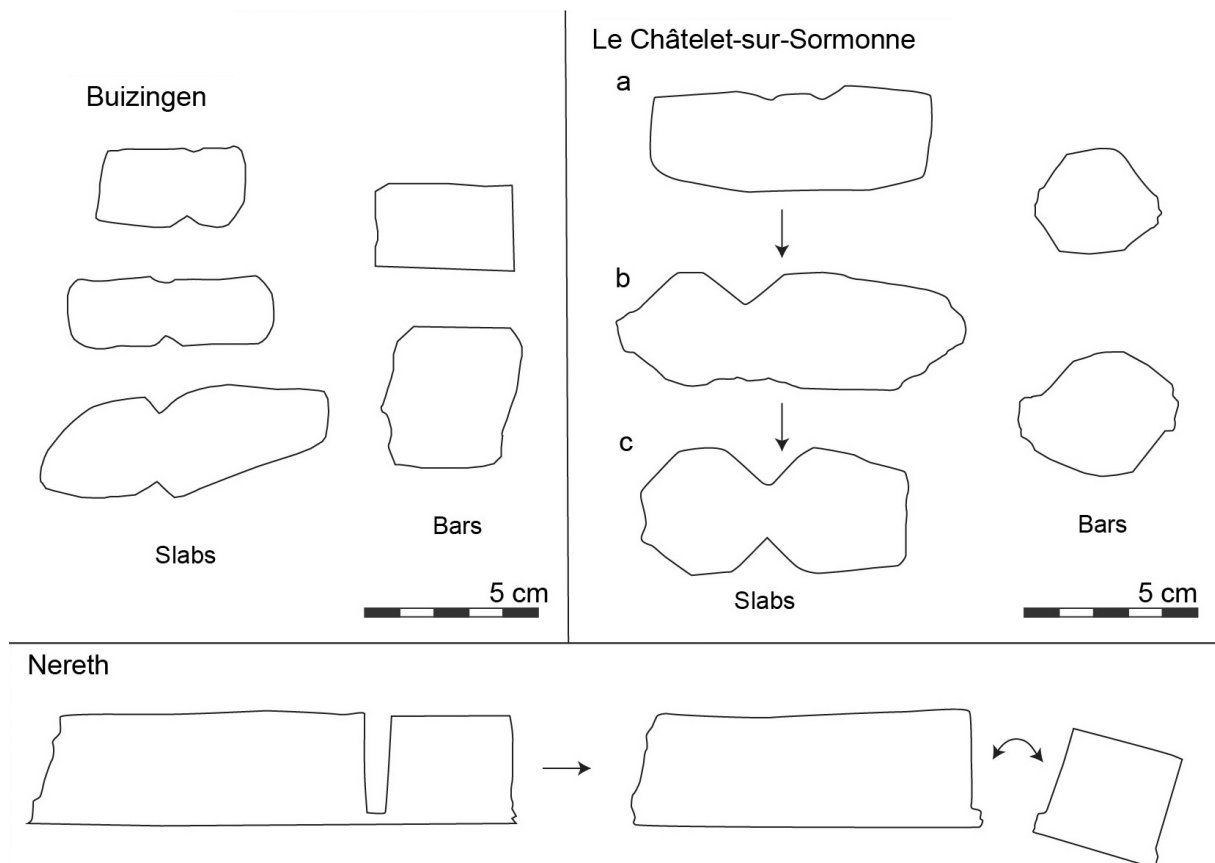 Buizingen
Slabs
Bars
5 cm
Le Châtelet-sur-Sormonne
a
b
c
Slabs
Bars
5 cm
Nereth